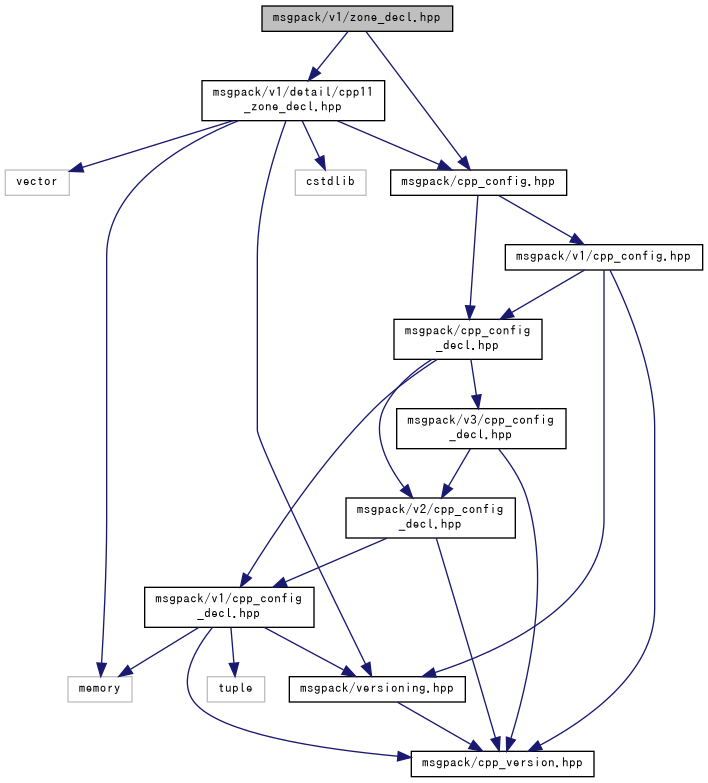 msgpack/v1/zone_decl.hpp
msgpack/v1/detail/cpp11
_zone_decl.hpp
vector
cstdlib
msgpack/cpp_config.hpp
msgpack/v1/cpp_config.hpp
msgpack/cpp_config
_decl.hpp
msgpack/v3/cpp_config
_decl.hpp
msgpack/v2/cpp_config
_decl.hpp
msgpack/v1/cpp_config
_decl.hpp
memory
tuple
msgpack/versioning.hpp
msgpack/cpp_version.hpp